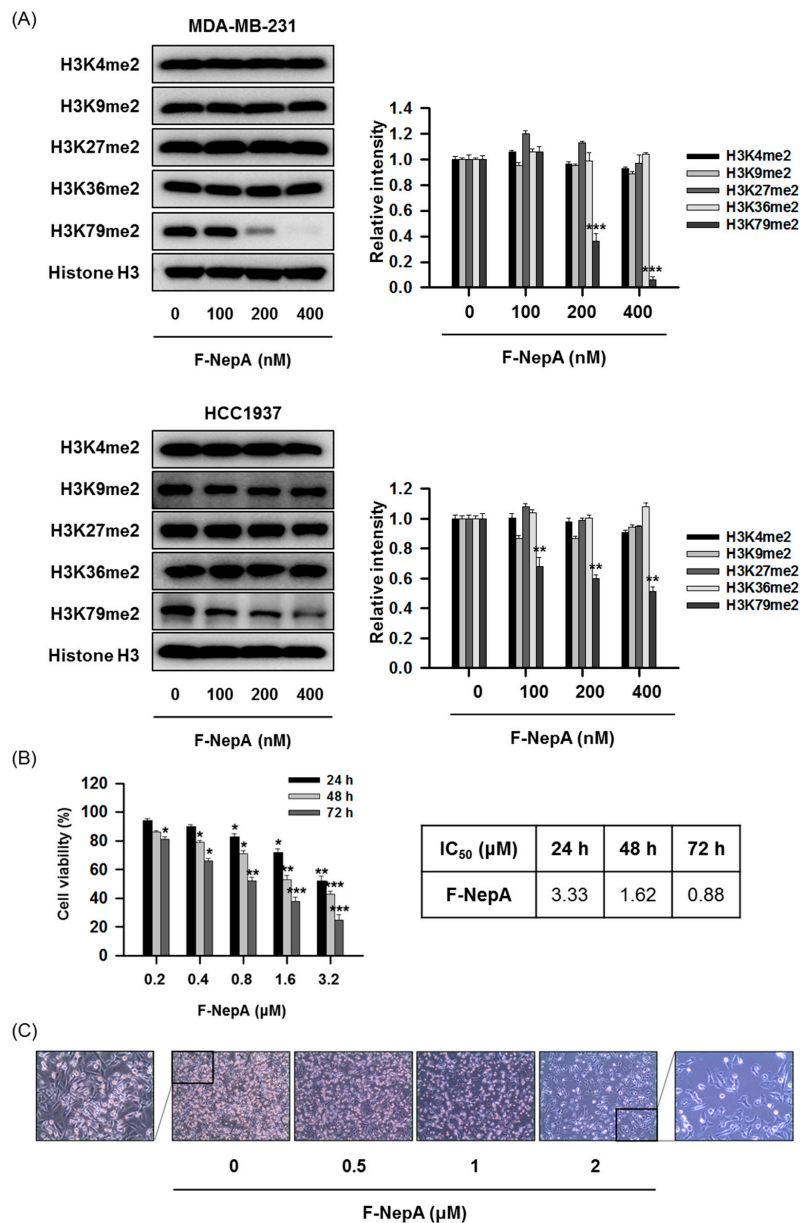 (A)
MDA-MB-231
H3K4me2
H3K9me2
H3K27me2
H3K36me2
H3K79me2
Histone H3
0 100 200 400
F-NepA (nM)
Relative intensity
1.4
1.2
1.0
0.8
0.6
0.4
0.2
0.0
***
***
0 100 200 400
F-NepA (nM)
H3K4me2
H3K9me2
H3K27me2
H3K36me2
H3K79me2
HCC1937
H3K4me2
H3K9me2
H3K27me2
H3K36me2
H3K79me2
Histone H3
0 100 200 400
F-NepA (nM)
Relative intensity
1.2
1.0
0.8
0.6
0.4
0.2
0.0
** ** **
0 100 200 400
F-NepA (nM)
H3K4me2
H3K9me2
H3K27me2
H3K36me2
H3K79me2
(B)
Cell viability (%)
120
100
80
60
40
20
0
24 h
48 h
72 h
*
* *
* * **
* ** ***
** *** ***
0.2 0.4 0.8 1.6 3.2
F-NepA (µM)
IC50 (µM) 24 h 48 h 72 h
F-NepA 3.33 1.62 0.88
(C)
0 0.5 1 2
F-NepA (µM)